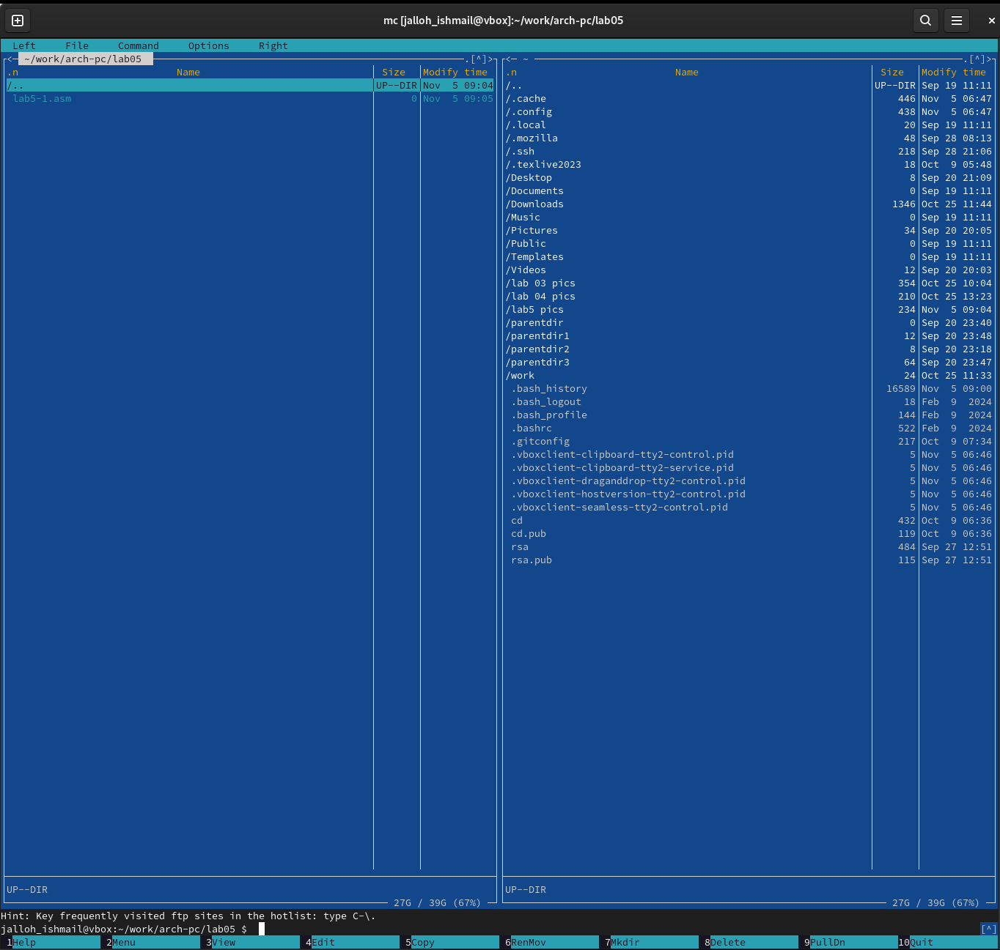 mc [jalloh_ishmail@vbox]:~/work/arch-pc/lab05
Left File Command Options Right
<─ ~/work/arch-pc/lab05 ─.[^]>
.n Name Size Modify time
/.. UP--DIR Nov 5 09:04
lab5-1.asm 0 Nov 5 09:05
UP--DIR
27G / 39G (67%)
<─ ~ ─.[^]>
.n Name Size Modify time
/.. UP--DIR Sep 19 11:11
/.cache 446 Nov 5 06:47
/.config 438 Nov 5 06:47
/.local 20 Sep 19 11:11
/.mozilla 48 Sep 28 08:13
/.ssh 218 Sep 28 21:06
/.texlive2023 18 Oct 9 05:48
/Desktop 8 Sep 20 21:09
/Documents 0 Sep 19 11:11
/Downloads 1346 Oct 25 11:44
/Music 0 Sep 19 11:11
/Pictures 34 Sep 20 20:05
/Public 0 Sep 19 11:11
/Templates 0 Sep 19 11:11
/Videos 12 Sep 20 20:03
/lab 03 pics 354 Oct 25 10:04
/lab 04 pics 210 Oct 25 13:23
/lab5 pics 234 Nov 5 09:04
/parentdir 0 Sep 20 23:40
/parentdir1 12 Sep 20 23:48
/parentdir2 8 Sep 20 23:18
/parentdir3 64 Sep 20 23:47
/work 24 Oct 25 11:33
.bash_history 16589 Nov 5 09:00
.bash_logout 18 Feb 9 2024
.bash_profile 144 Feb 9 2024
.bashrc 522 Feb 9 2024
.gitconfig 217 Oct 9 07:34
.vboxclient-clipboard-tty2-control.pid 5 Nov 5 06:46
.vboxclient-clipboard-tty2-service.pid 5 Nov 5 06:46
.vboxclient-draganddrop-tty2-control.pid 5 Nov 5 06:46
.vboxclient-hostversion-tty2-control.pid 5 Nov 5 06:46
.vboxclient-seamless-tty2-control.pid 5 Nov 5 06:46
cd 432 Oct 9 06:36
cd.pub 119 Oct 9 06:36
rsa 484 Sep 27 12:51
rsa.pub 115 Sep 27 12:51
UP--DIR
27G / 39G (67%)
Hint: Key frequently visited ftp sites in the hotlist: type C-\.
jalloh_ishmail@vbox:~/work/arch-pc/lab05 $ [^]
1Help 2Menu 3View 4Edit 5Copy 6RenMov 7Mkdir 8Delete 9PullDn 10Quit